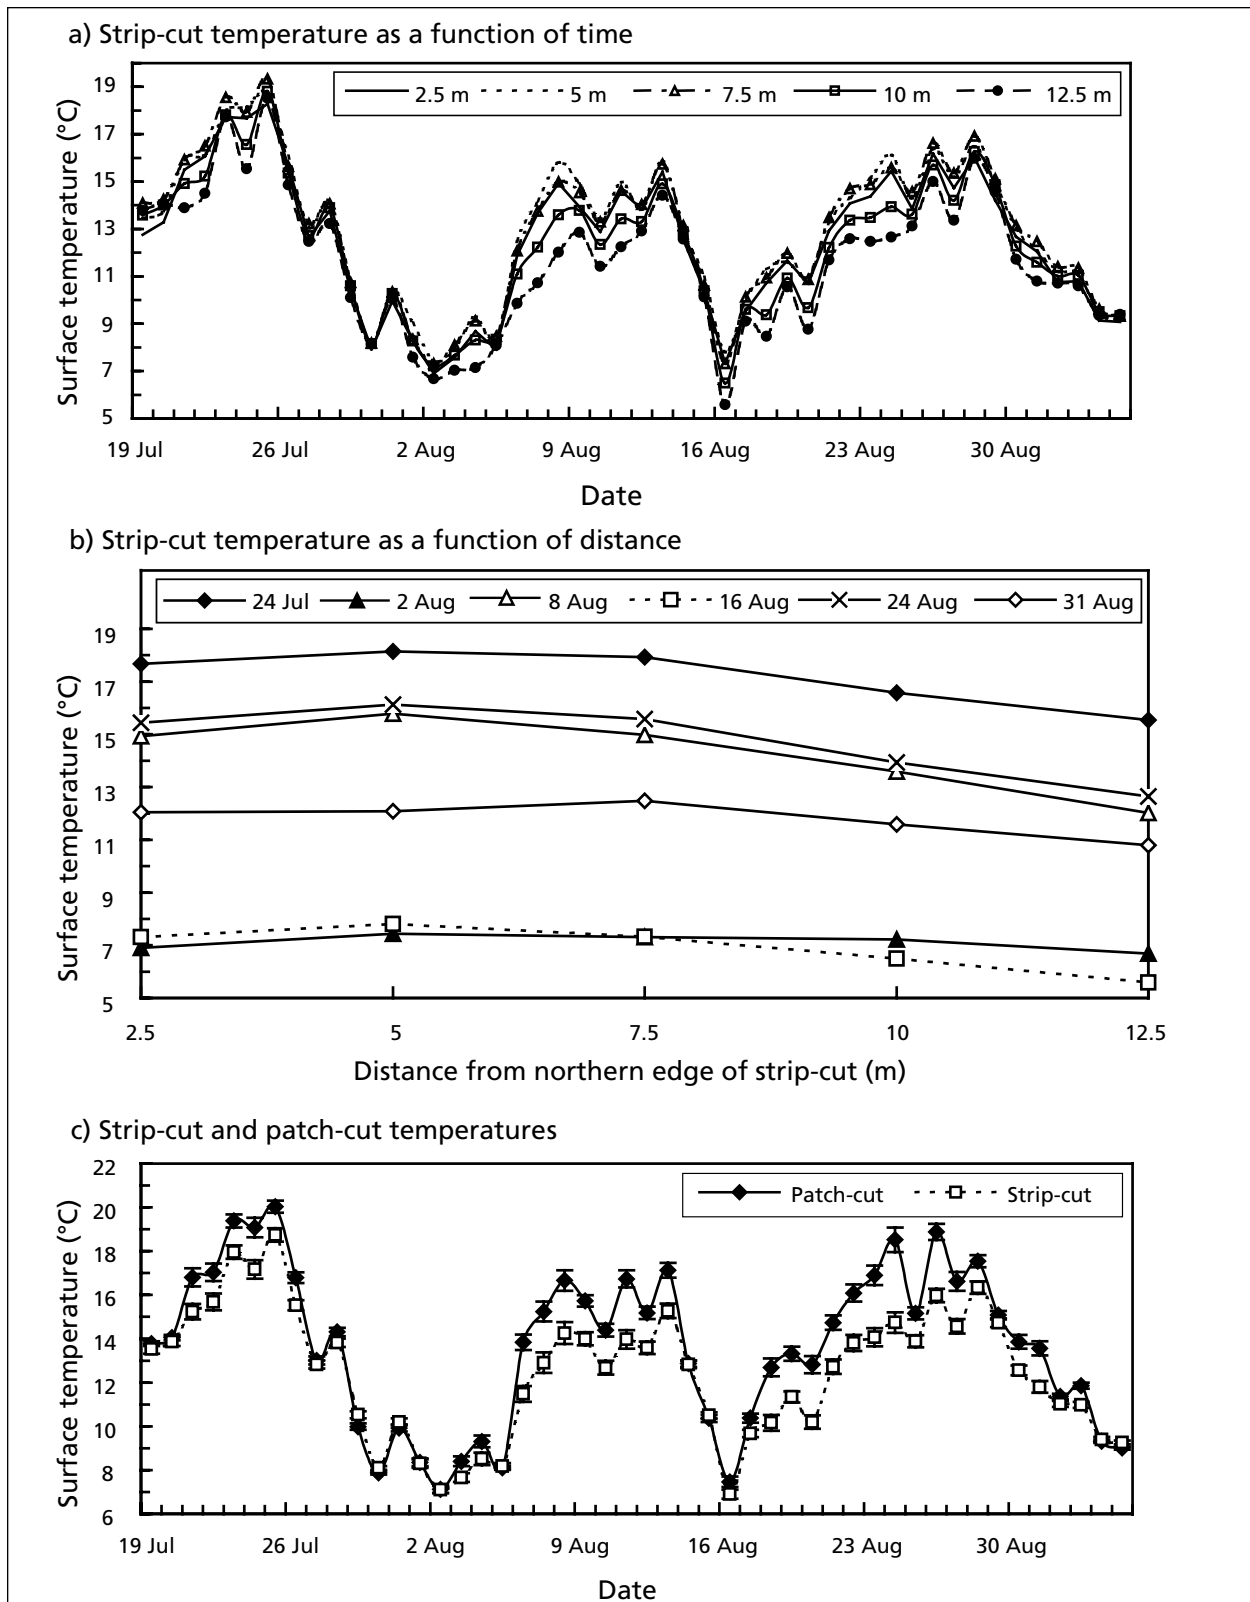 a) Strip-cut temperature as a function of time
2.5 m 5 m 7.5 m 10 m 12.5 m
Surface temperature (°C)
19
17
15
13
11
9
7
5
19 Jul 26 Jul 2 Aug 9 Aug 16 Aug 23 Aug 30 Aug
Date
b) Strip-cut temperature as a function of distance
24 Jul 2 Aug 8 Aug 16 Aug 24 Aug 31 Aug
Surface temperature (°C)
19
17
15
13
11
9
7
5
2.5 5 7.5 10 12.5
Distance from northern edge of strip-cut (m)
c) Strip-cut and patch-cut temperatures
Patch-cut Strip-cut
Surface temperature (°C)
22
20
18
16
14
12
10
8
6
19 Jul 26 Jul 2 Aug 9 Aug 16 Aug 23 Aug 30 Aug
Date